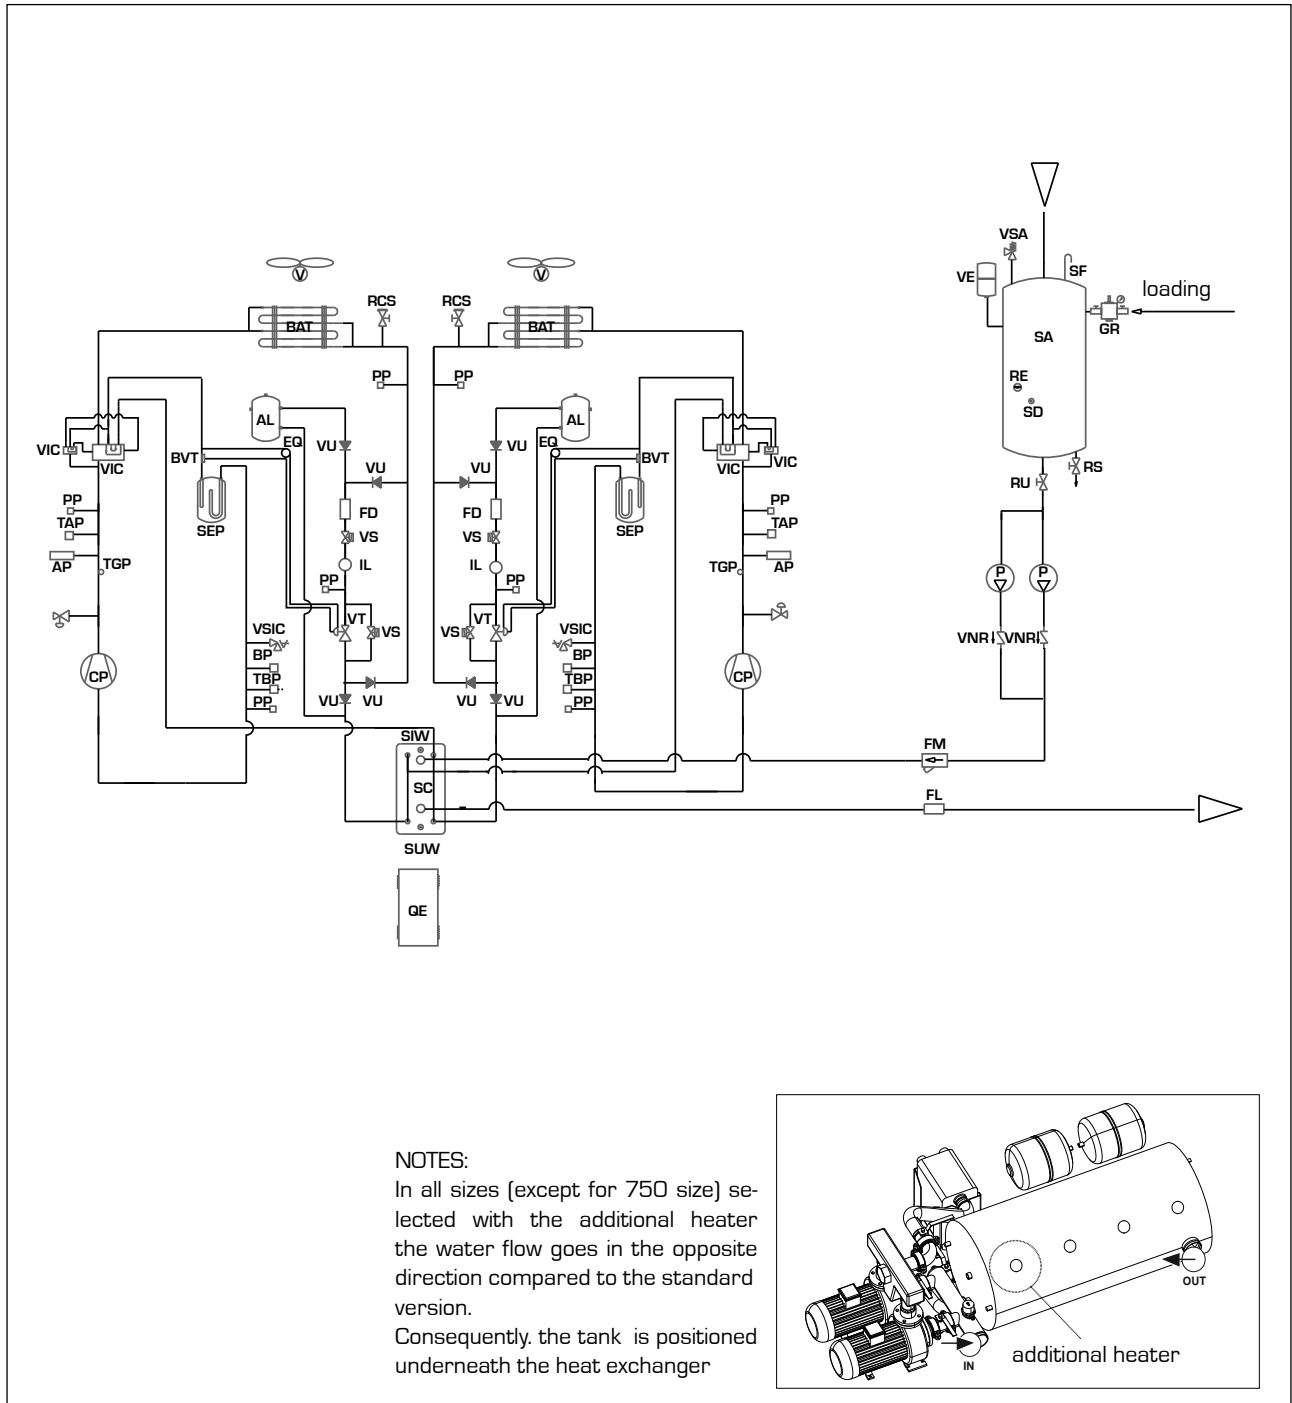 VSA
VE
SF
loading
GR
SA
RE
SD
RS
RU
V
V
RCS
RCS
BAT
BAT
PP
PP
AL
AL
EQ
EQ
VU
VU
VIC
VIC
BVT
BVT
VIC
VIC
VU
VU
SEP
SEP
PP
TAP
AP
TGP
FD
FD
VS
VS
IL
IL
PP
PP
PP
TAP
TGP
AP
P
P
VT
VT
VS
VS
VSIC
BP
TBP
PP
VSIC
BP
TBP
PP
VNR
VNR
CP
CP
VU
VU
VU
VU
SIW
SC
SUW
FM
FL
QE
NOTES:
In all sizes (except for 750 size) se-
lected with the additional heater
the water flow goes in the opposite
direction compared to the standard
version.
Consequently. the tank is positioned
underneath the heat exchanger
OUT
IN
additional heater